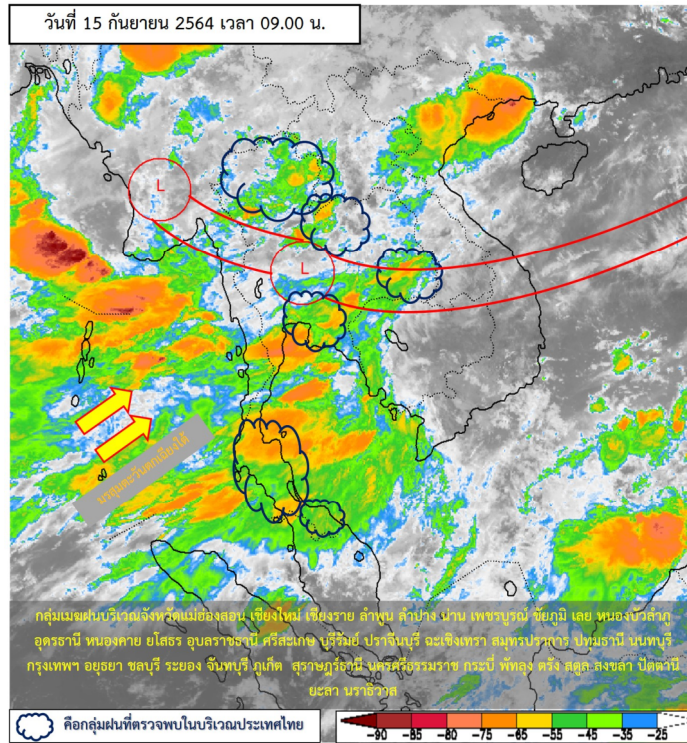 วันที่ 15 กันยายน 2564 เวลา 09.00 น.
L
L
มรสุมตะวันตกเฉียงใต้
กลุ่มเมฆฝนบริเวณจังหวัดแม่ฮ่องสอน เชียงใหม่ เชียงราย ลำพูน ลำปาง น่าน เพชรบูรณ์ ชัยภูมิ เลย หนองบัวลำภู
อุดรธานี หนองคาย ยโสธร อุบลราชธานี ศรีสะเกษ บุรีรัมย์ ปราจีนบุรี ฉะเชิงเทรา สมุทรปราการ ปทุมธานี นนทบุรี
กรุงเทพฯ อยุธยา ชลบุรี ระยอง จันทบุรี ภูเก็ต สุราษฎร์ธานี นครศรีธรรมราช กระบี่ พัทลุง ตรัง สตูล สงขลา ปัตตานี
ยะลา นราธิวาส
คือกลุ่มฝนที่ตรวจพบในบริเวณประเทศไทย
-90 -85 -80 -75 -65 -55 -45 -35 -25